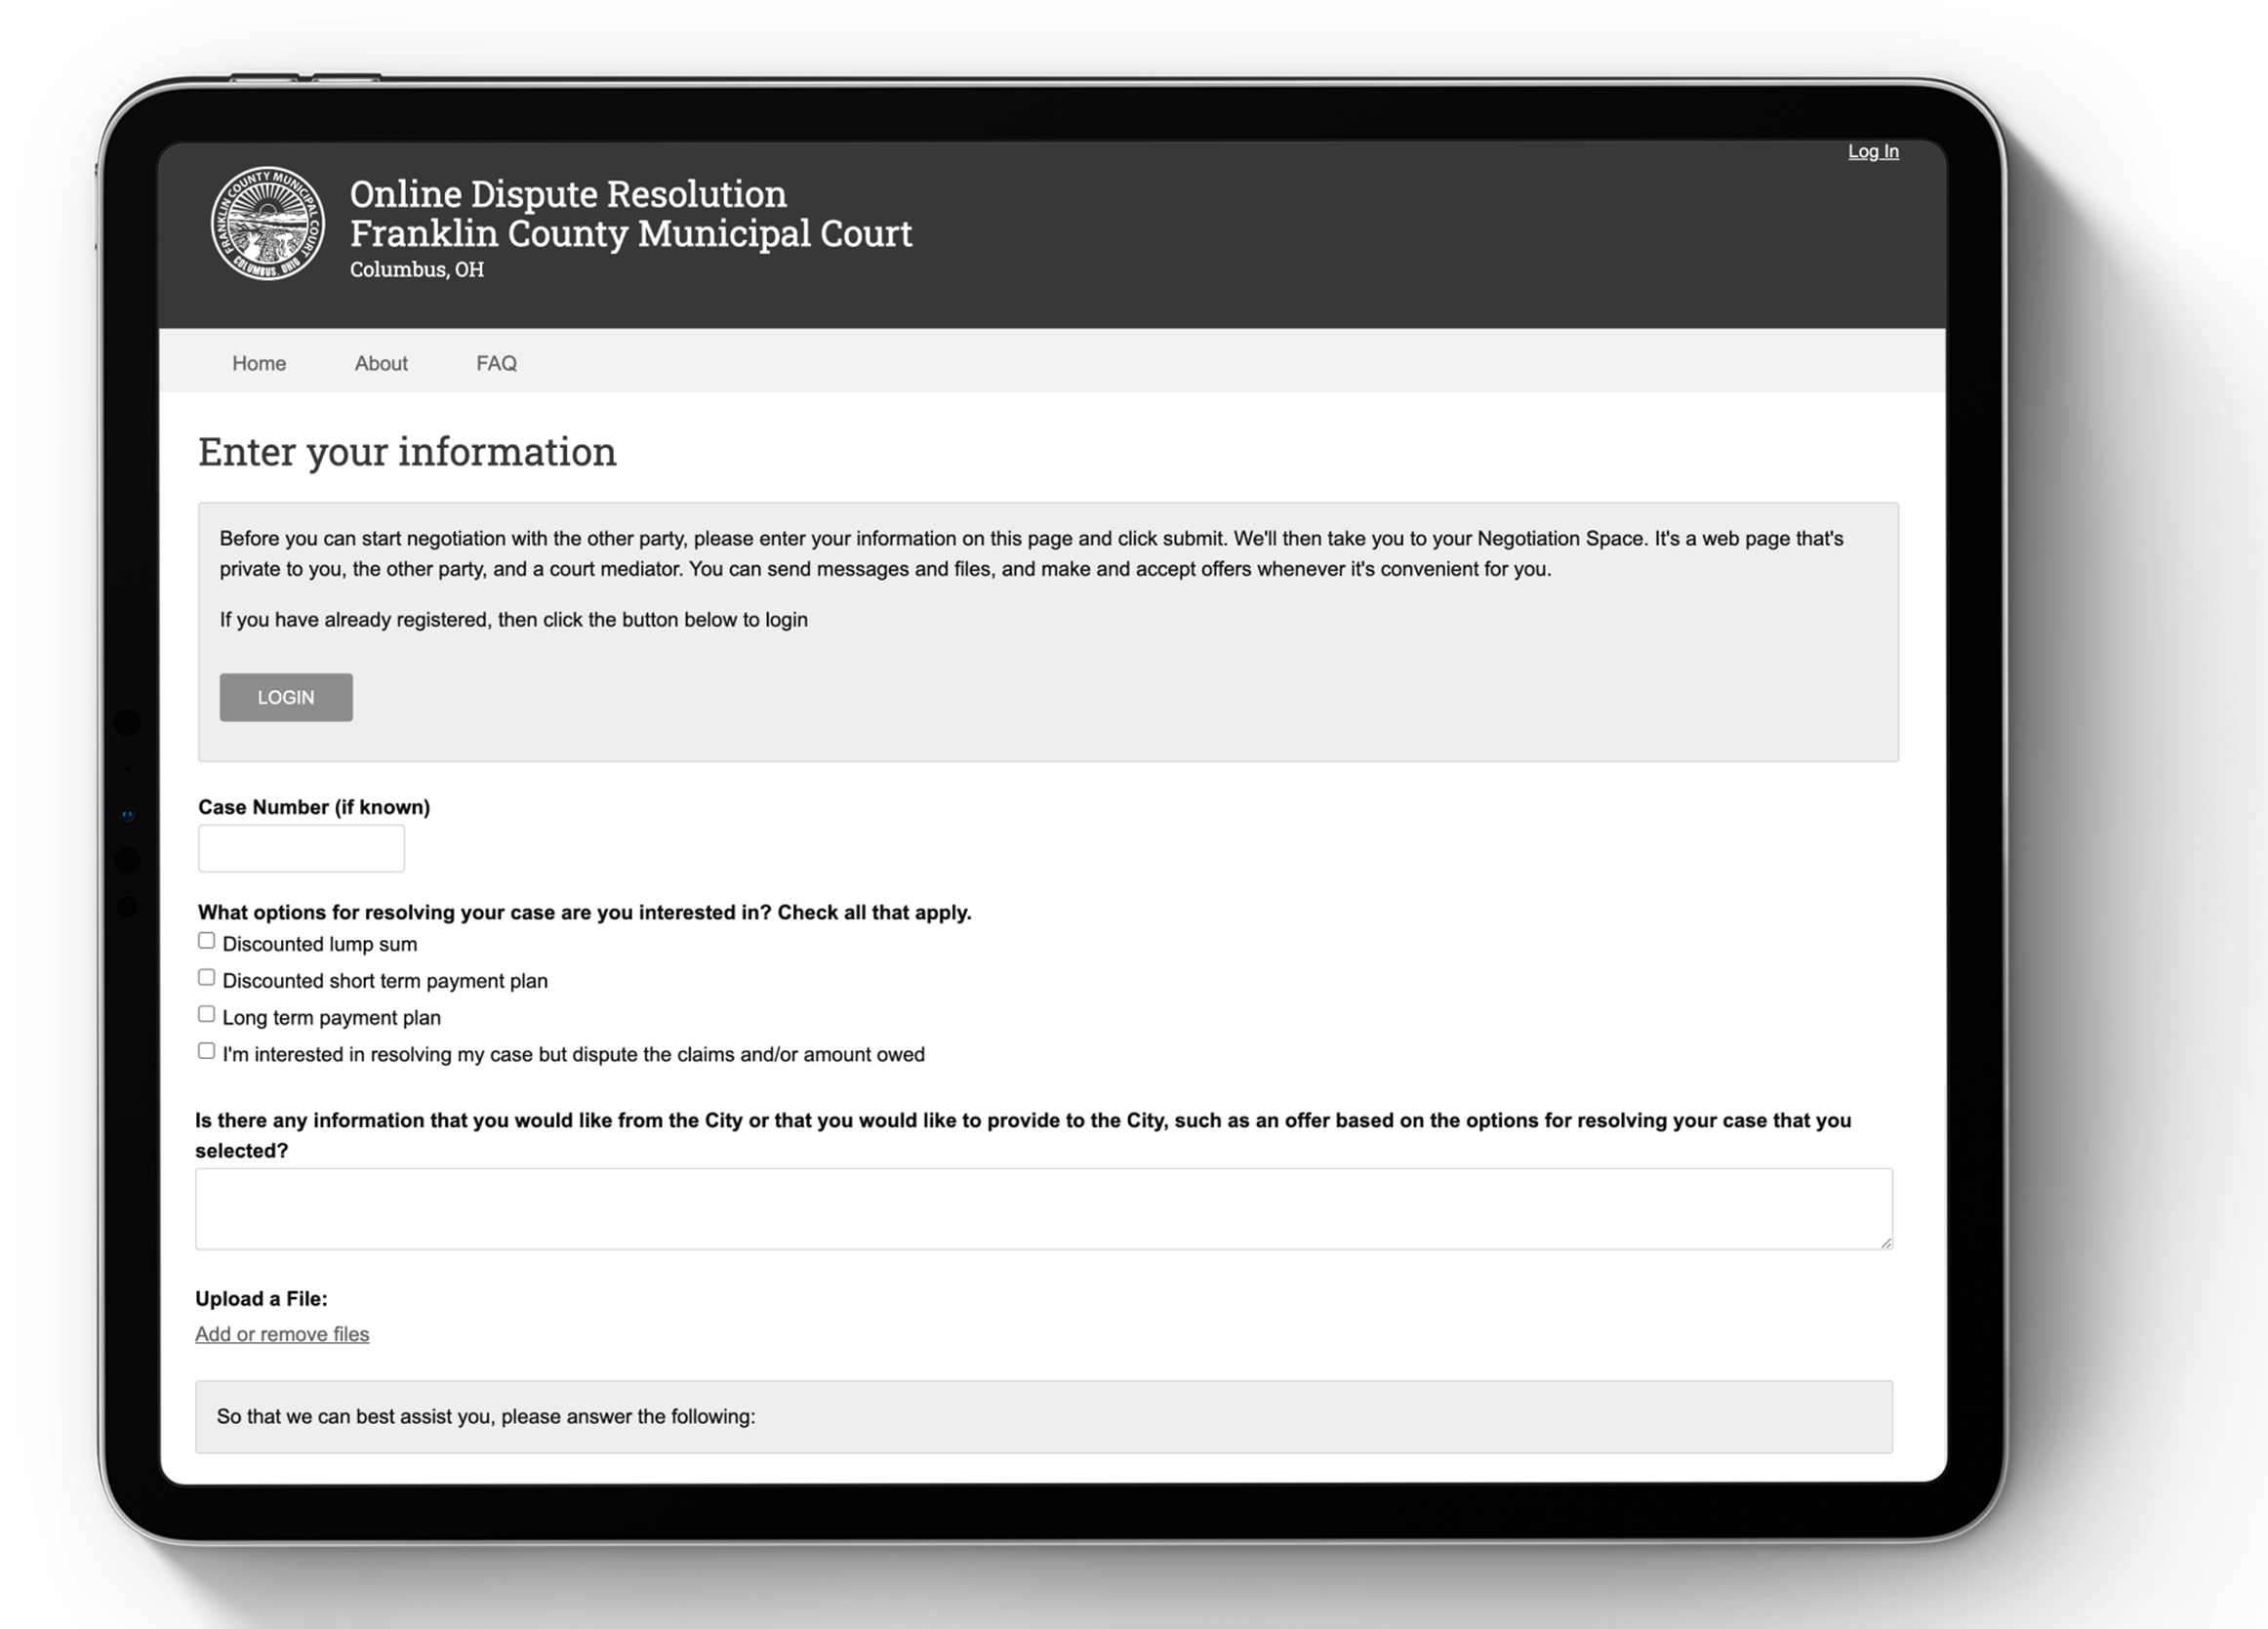 Log In
FRANKLIN COUNTY MUNICIPAL COURT
COLUMBUS, OHIO
Online Dispute Resolution
Franklin County Municipal Court
Columbus, OH
Home About FAQ
Enter your information
Before you can start negotiation with the other party, please enter your information on this page and click submit. We'll then take you to your Negotiation Space. It's a web page that's
private to you, the other party, and a court mediator. You can send messages and files, and make and accept offers whenever it's convenient for you.
If you have already registered, then click the button below to login
LOGIN
Case Number (if known)
What options for resolving your case are you interested in? Check all that apply.
Discounted lump sum
Discounted short term payment plan
Long term payment plan
I'm interested in resolving my case but dispute the claims and/or amount owed
Is there any information that you would like from the City or that you would like to provide to the City, such as an offer based on the options for resolving your case that you
selected?
Upload a File:
Add or remove files
So that we can best assist you, please answer the following: